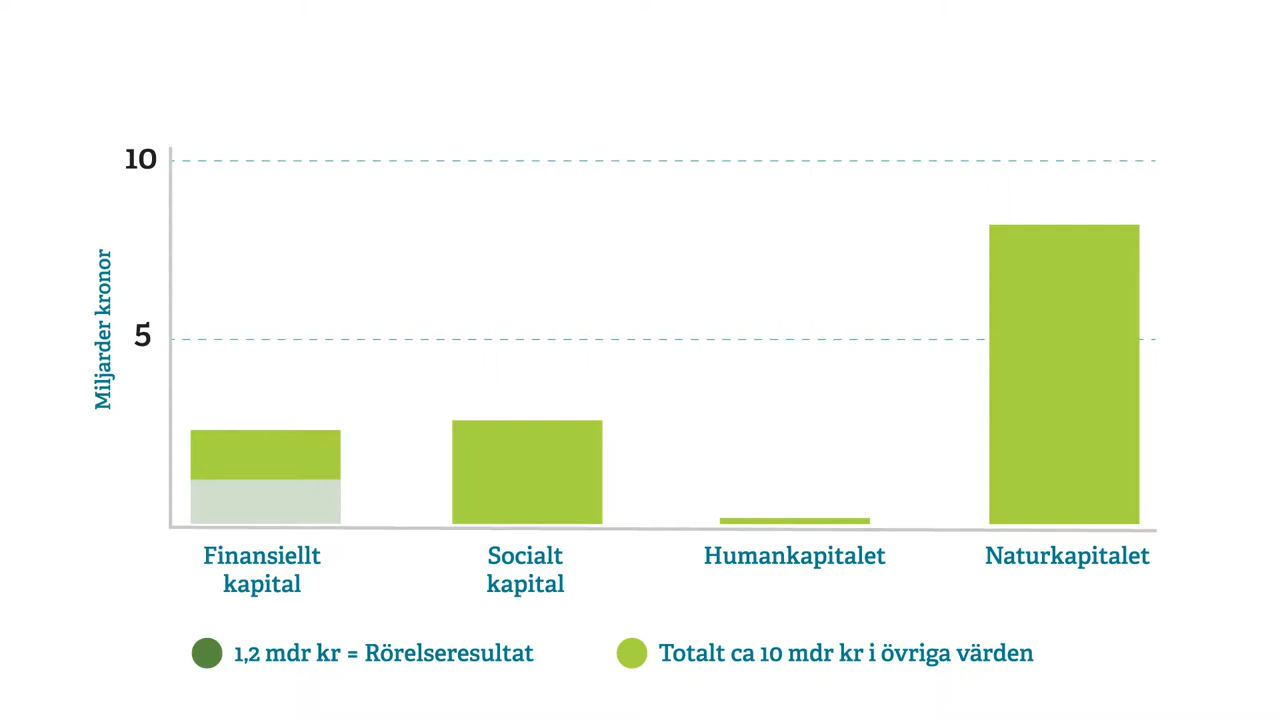 10
5
Miljarder kronor
Finansiellt
kapital
Socialt
kapital
Humankapitalet
Naturkapitalet
1,2 mdr kr = Rörelseresultat
Totalt ca 10 mdr kr i övriga värden